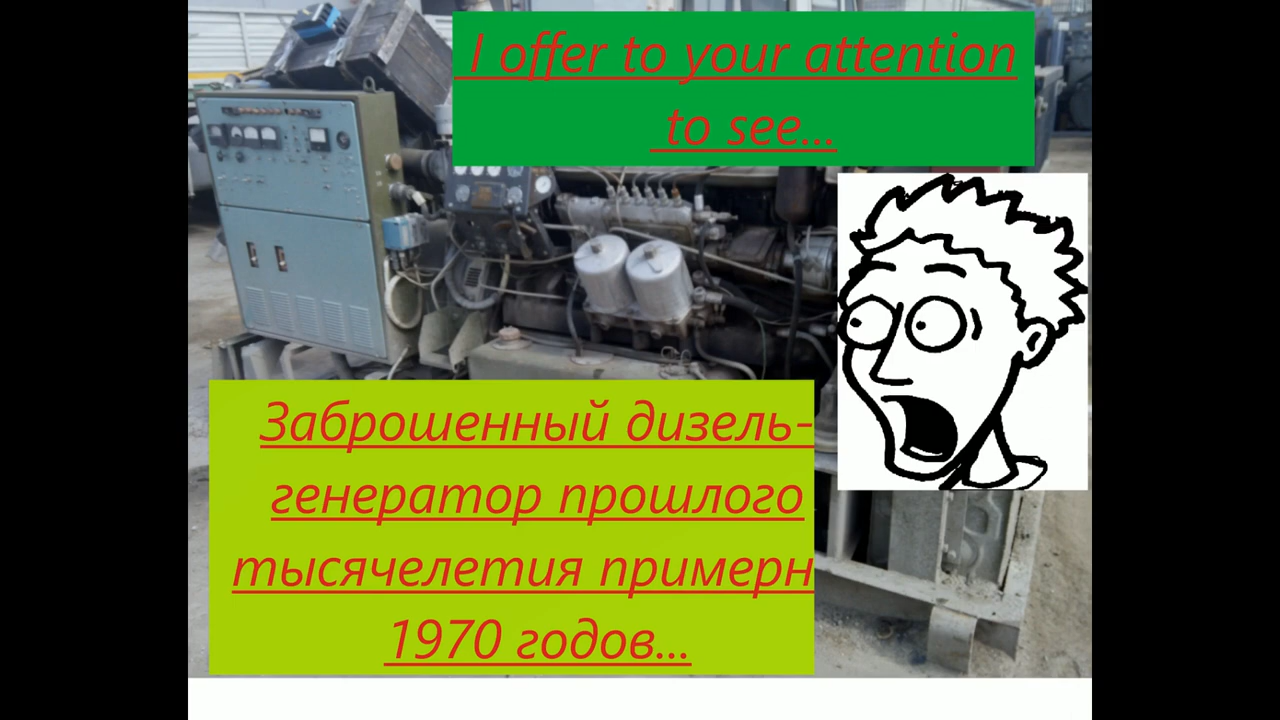 I offer to your attention
to see...
Заброшенный дизель-
генератор прошлого
тысячелетия примерн
1970 годов...